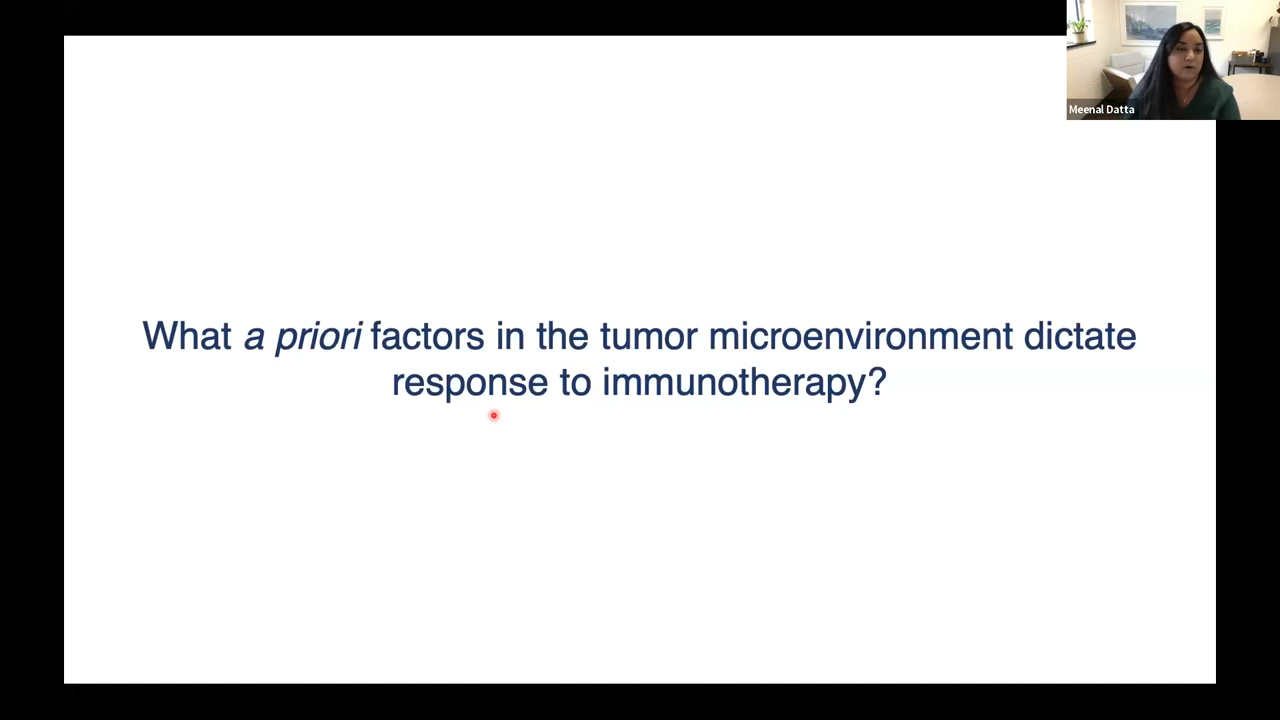 Meenal Datta
What a priori factors in the tumor microenvironment dictate
response to immunotherapy?